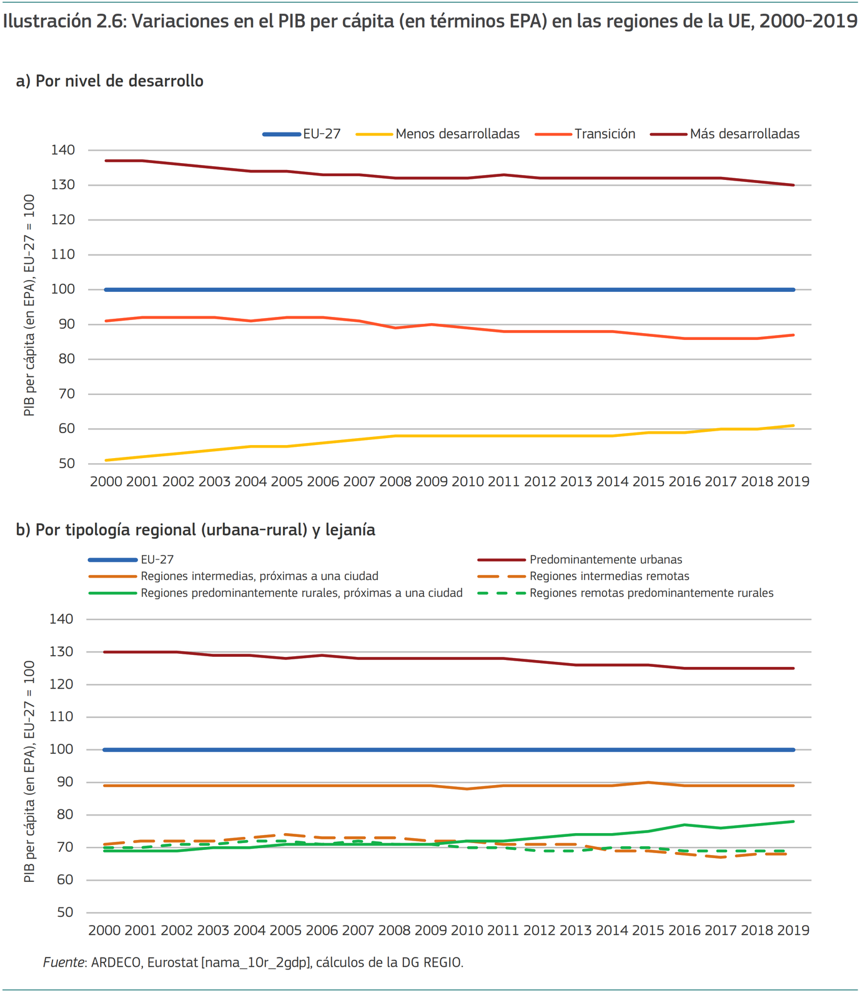 Ilustración 2.6: Variaciones en el PIB per cápita (en términos EPA) en las regiones de la UE, 2000-2019
a) Por nivel de desarrollo
EU-27 Menos desarrolladas Transición Más desarrolladas
PIB per cápita (en EPA), EU-27 = 100
140
130
120
110
100
90
80
70
60
50
2000 2001 2002 2003 2004 2005 2006 2007 2008 2009 2010 2011 2012 2013 2014 2015 2016 2017 2018 2019
b) Por tipología regional (urbana-rural) y lejanía
EU-27 Predominantemente urbanas
Regiones intermedias, próximas a una ciudad Regiones intermedias remotas
Regiones predominantemente rurales, próximas a una ciudad Regiones remotas predominantemente rurales
PIB per cápita (en EPA), EU-27 = 100
140
130
120
110
100
90
80
70
60
50
2000 2001 2002 2003 2004 2005 2006 2007 2008 2009 2010 2011 2012 2013 2014 2015 2016 2017 2018 2019
Fuente: ARDECO, Eurostat [nama_10r_2gdp], cálculos de la DG REGIO.